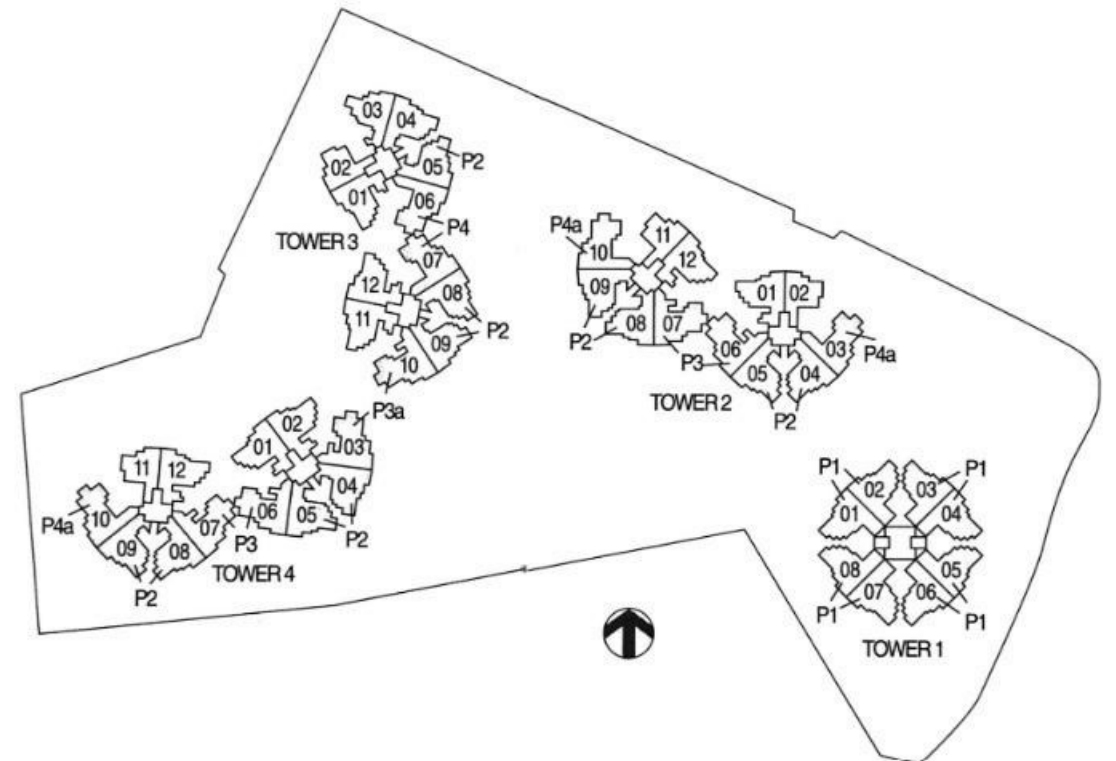 03 04
02 05 P2
01 06
TOWER 3 P4
07
12 08
11 09 P2
10
P3a
P4a 10 11
12
09
P2 08 07
P3
01 02
06 03 P4a
05 04
TOWER 2
P2
02
01 03
04
06 05 P2
P3
11 12
P4a 10 07
09 08
TOWER 4
P2
P1 02 03 P1
01 04
08 05
P1 07 06 P1
TOWER 1